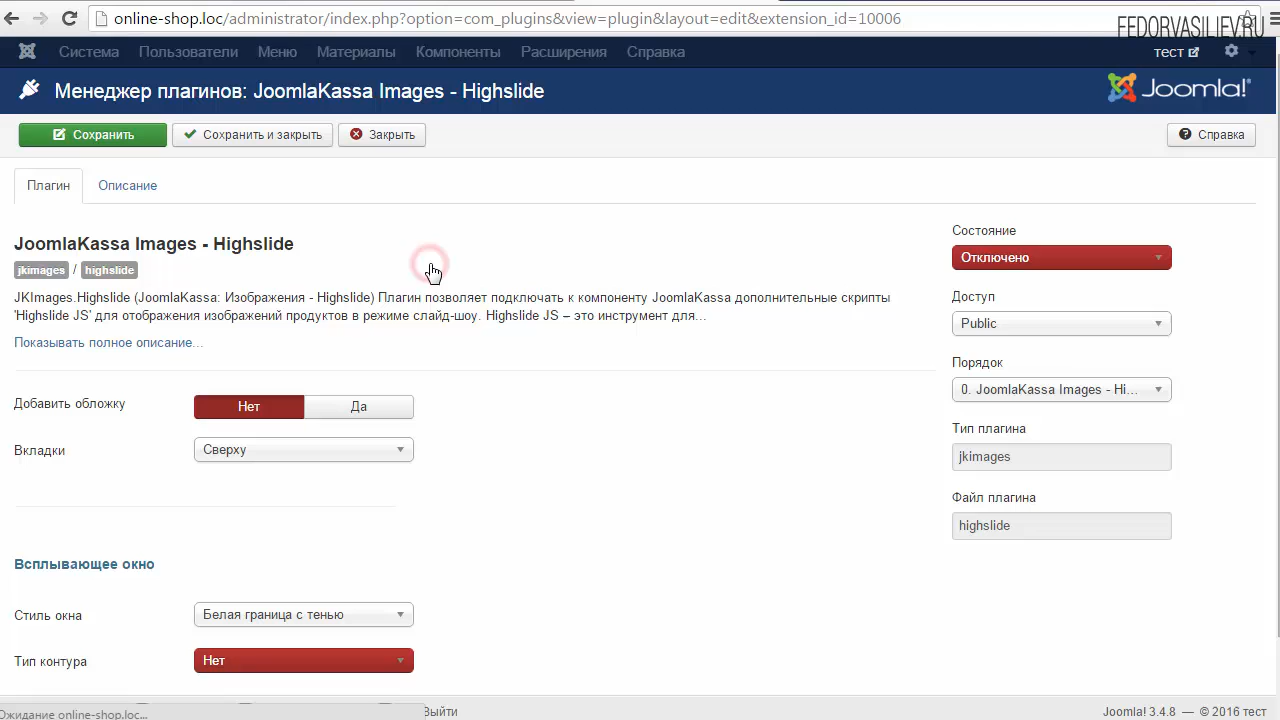 online-shop.loc/administrator/index.php?option=com_plugins&view=plugin&layout=edit&extension_id=10006
FEDORVASILIEV.RU
Система Пользователи Меню Материалы Компоненты Расширения Справка тест
Менеджер плагинов: JoomlaKassa Images - Highslide
Joomla!
Сохранить Сохранить и закрыть Закрыть Справка
Плагин Описание
JoomlaKassa Images - Highslide
jkimages / highslide
JKImages.Highslide (JoomlaKassa: Изображения - Highslide) Плагин позволяет подключать к компоненту JoomlaKassa дополнительные скрипты
'Highslide JS' для отображения изображений продуктов в режиме слайд-шоу. Highslide JS – это инструмент для...
Показывать полное описание...
Добавить обложку Нет Да
Вкладки Сверху
Всплывающее окно
Стиль окна Белая граница с тенью
Тип контура Нет
Состояние
Отключено
Доступ
Public
Порядок
0. JoomlaKassa Images - Hi...
Тип плагина
jkimages
Файл плагина
highslide
Ожидание online-shop.loc...
Выйти
Joomla! 3.4.8 — © 2016 тест